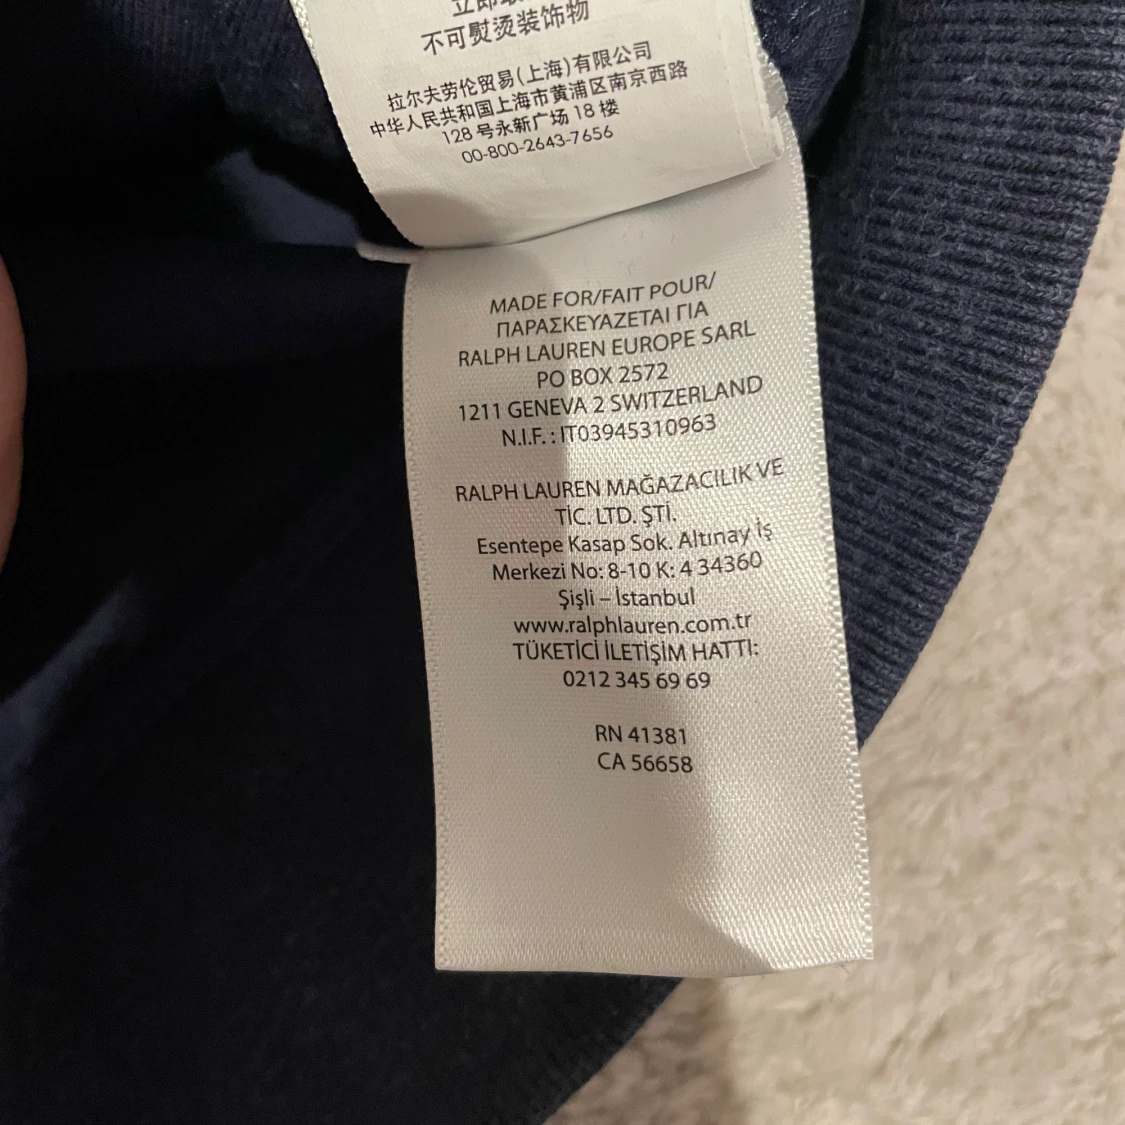 不可熨烫装饰物
拉尔夫劳伦贸易(上海)有限公司
中华人民共和国上海市黄浦区南京西路
128 号永新广场 18 楼
00-800-2643-7656
MADE FOR/FAIT POUR/
ΠΑΡΑΣΚΕΥΑΖΕΤΑΙ ΓΙΑ
RALPH LAUREN EUROPE SARL
PO BOX 2572
1211 GENEVA 2 SWITZERLAND
N.I.F. : IT03945310963
RALPH LAUREN MAĞAZACILIK VE
TİC. LTD. ŞTİ.
Esentepe Kasap Sok. Altınay İş
Merkezi No: 8-10 K: 4 34360
Şişli – İstanbul
www.ralphlauren.com.tr
TÜKETİCİ İLETİŞİM HATTI:
0212 345 69 69
RN 41381
CA 56658